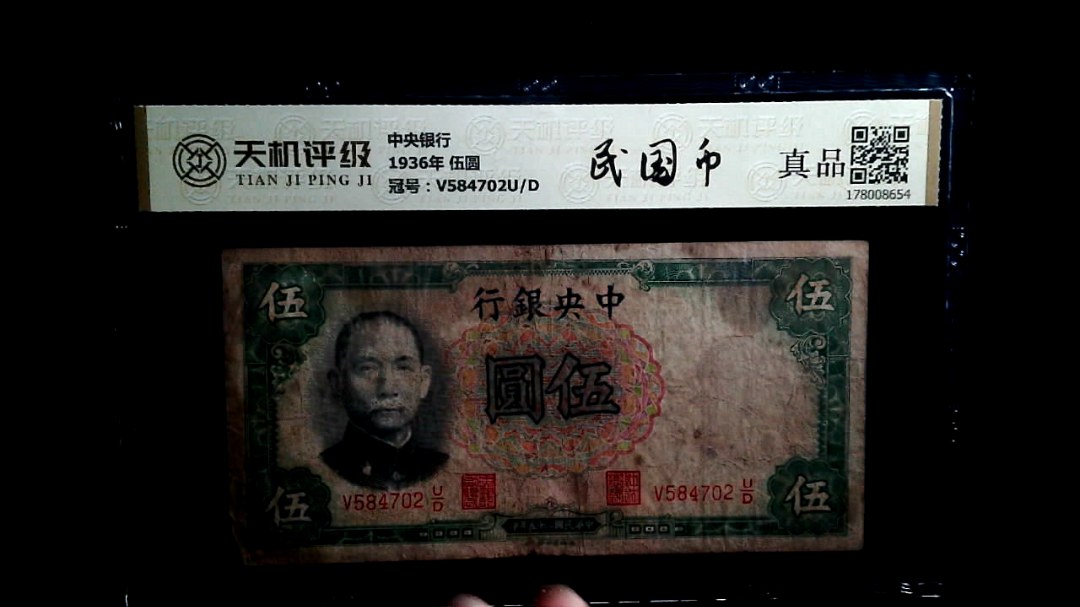 天机评级
TIAN JI PING JI
中央银行
1936年 伍圆
冠号：V584702U/D
民国币
真品
178008654
伍
伍
行銀央中
圓伍
V584702 U/D
V584702 U/D
伍
伍